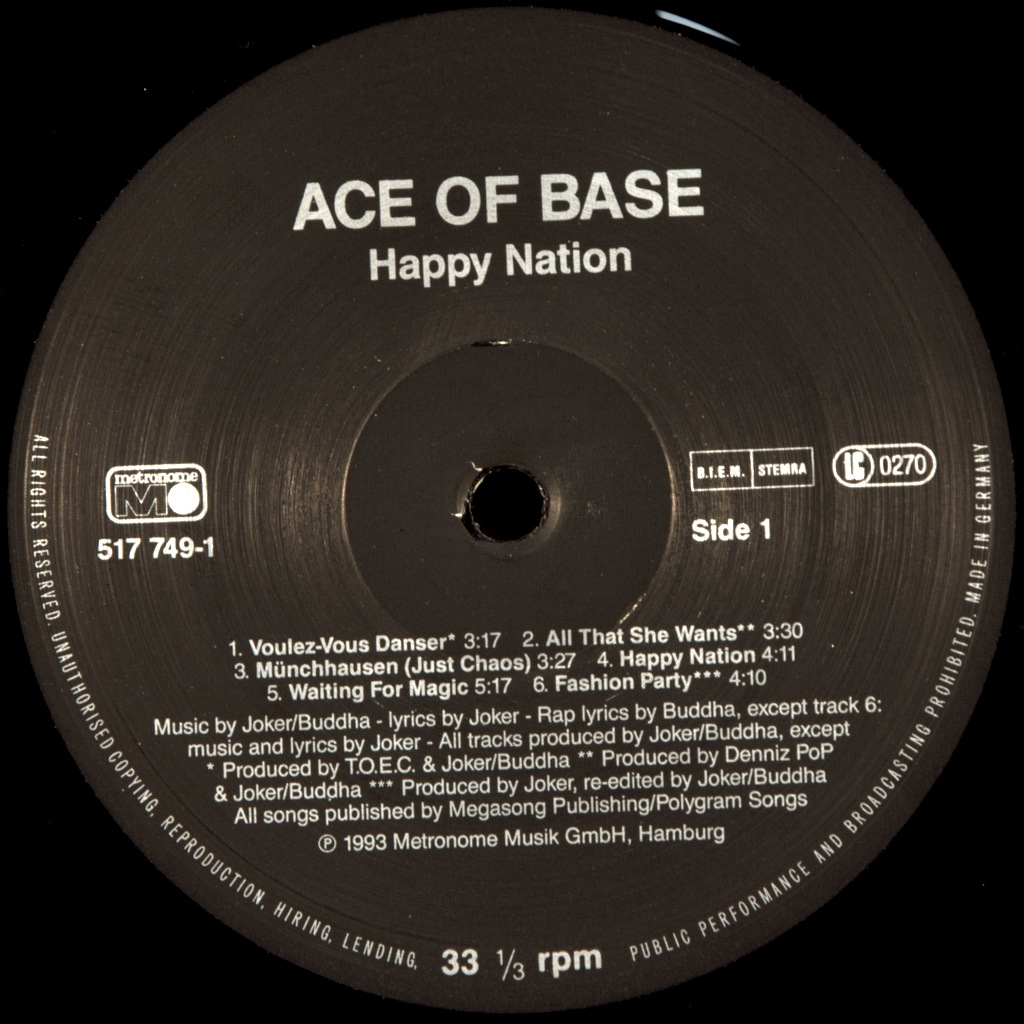 ACE OF BASE
Happy Nation
metronome
M
517 749-1
B.I.E.M. STEMRA
LC 0270
Side 1
1. Voulez-Vous Danser* 3:17 2. All That She Wants** 3:30
3. Münchhausen (Just Chaos) 3:27 4. Happy Nation 4:11
5. Waiting For Magic 5:17 6. Fashion Party*** 4:10
Music by Joker/Buddha - lyrics by Joker - Rap lyrics by Buddha, except track 6:
music and lyrics by Joker - All tracks produced by Joker/Buddha, except
* Produced by T.O.E.C. & Joker/Buddha ** Produced by Denniz PoP
& Joker/Buddha *** Produced by Joker, re-edited by Joker/Buddha
All songs published by Megasong Publishing/Polygram Songs
℗ 1993 Metronome Musik GmbH, Hamburg
33 1/3 rpm
ALL RIGHTS RESERVED. UNAUTHORISED COPYING, REPRODUCTION, HIRING, LENDING, PUBLIC PERFORMANCE AND BROADCASTING PROHIBITED. MADE IN GERMANY